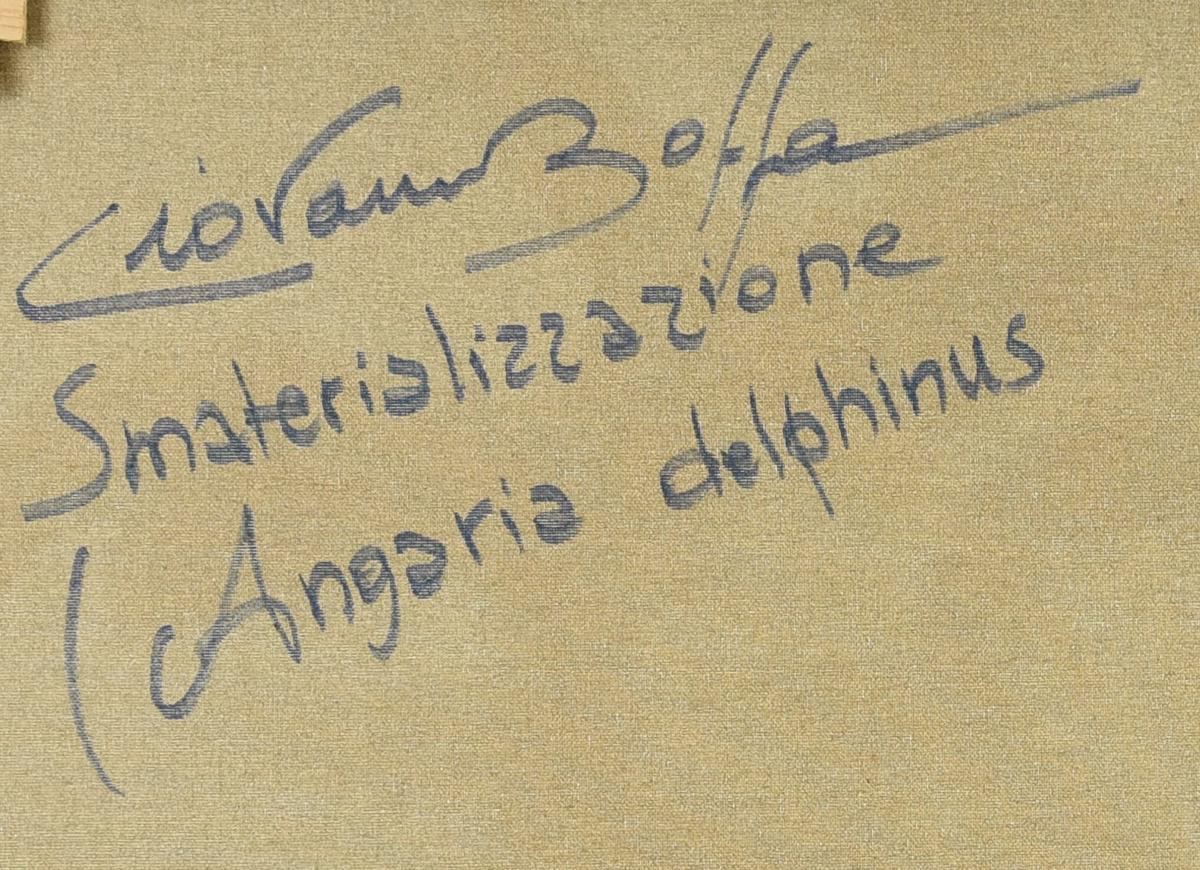 Giovanni Boffa
Smaterializzazione
(Angaria delphinus